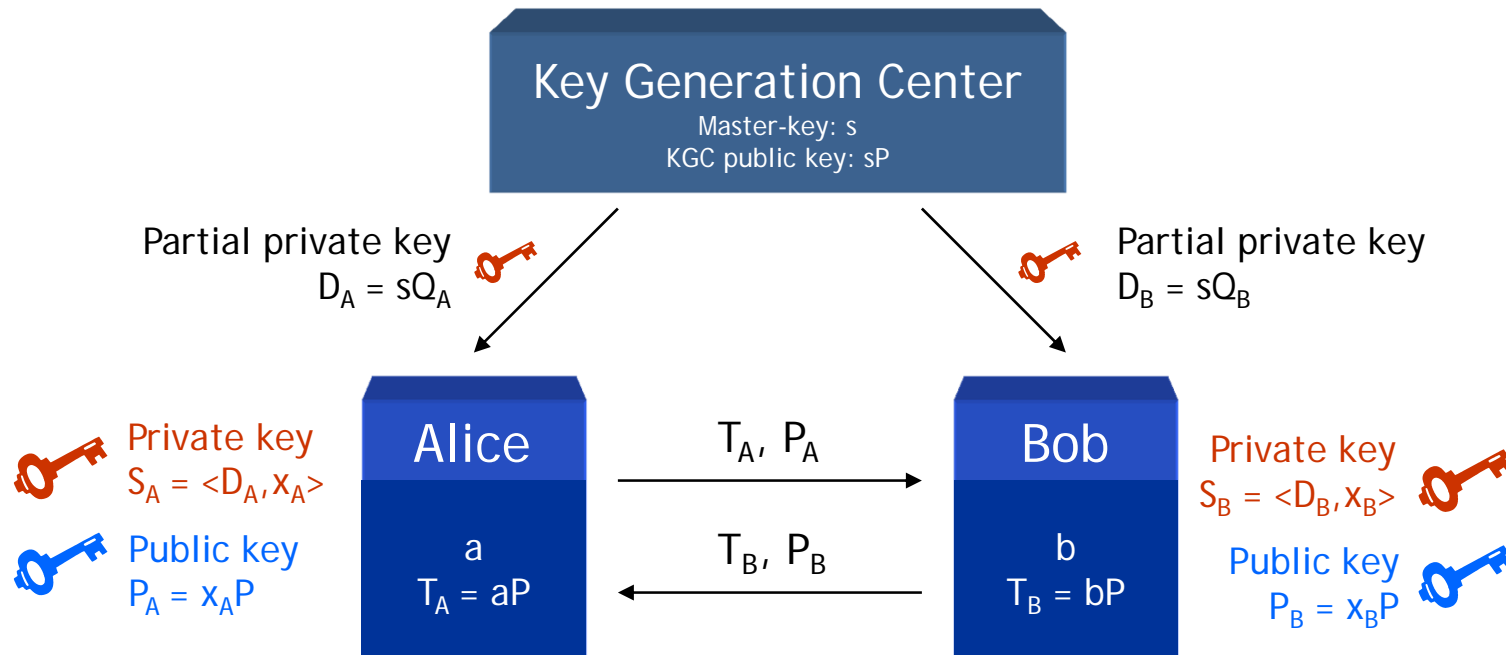 Key Generation Center
Master-key: s
KGC public key: sP
Partial private key
D_A = sQ_A
Partial private key
D_B = sQ_B
Private key
S_A = <D_A, x_A>
Public key
P_A = x_AP
Alice
a
T_A = aP
T_A, P_A
T_B, P_B
Bob
b
T_B = bP
Private key
S_B = <D_B, x_B>
Public key
P_B = x_BP